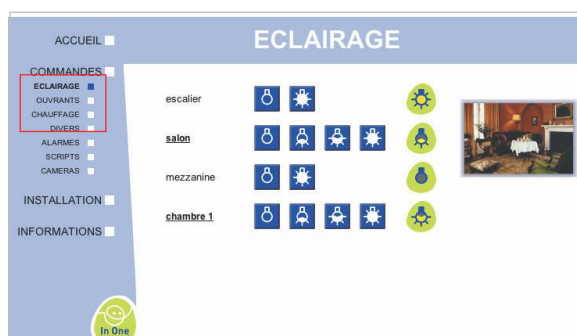 ECLAIRAGE
ACCUEIL
COMMANDES
ECLAIRAGE
OUVRANTS
CHAUFFAGE
DIVERS
ALARMES
SCRIPTS
CAMERAS
INSTALLATION
INFORMATIONS
escalier
salon
mezzanine
chambre 1
In One